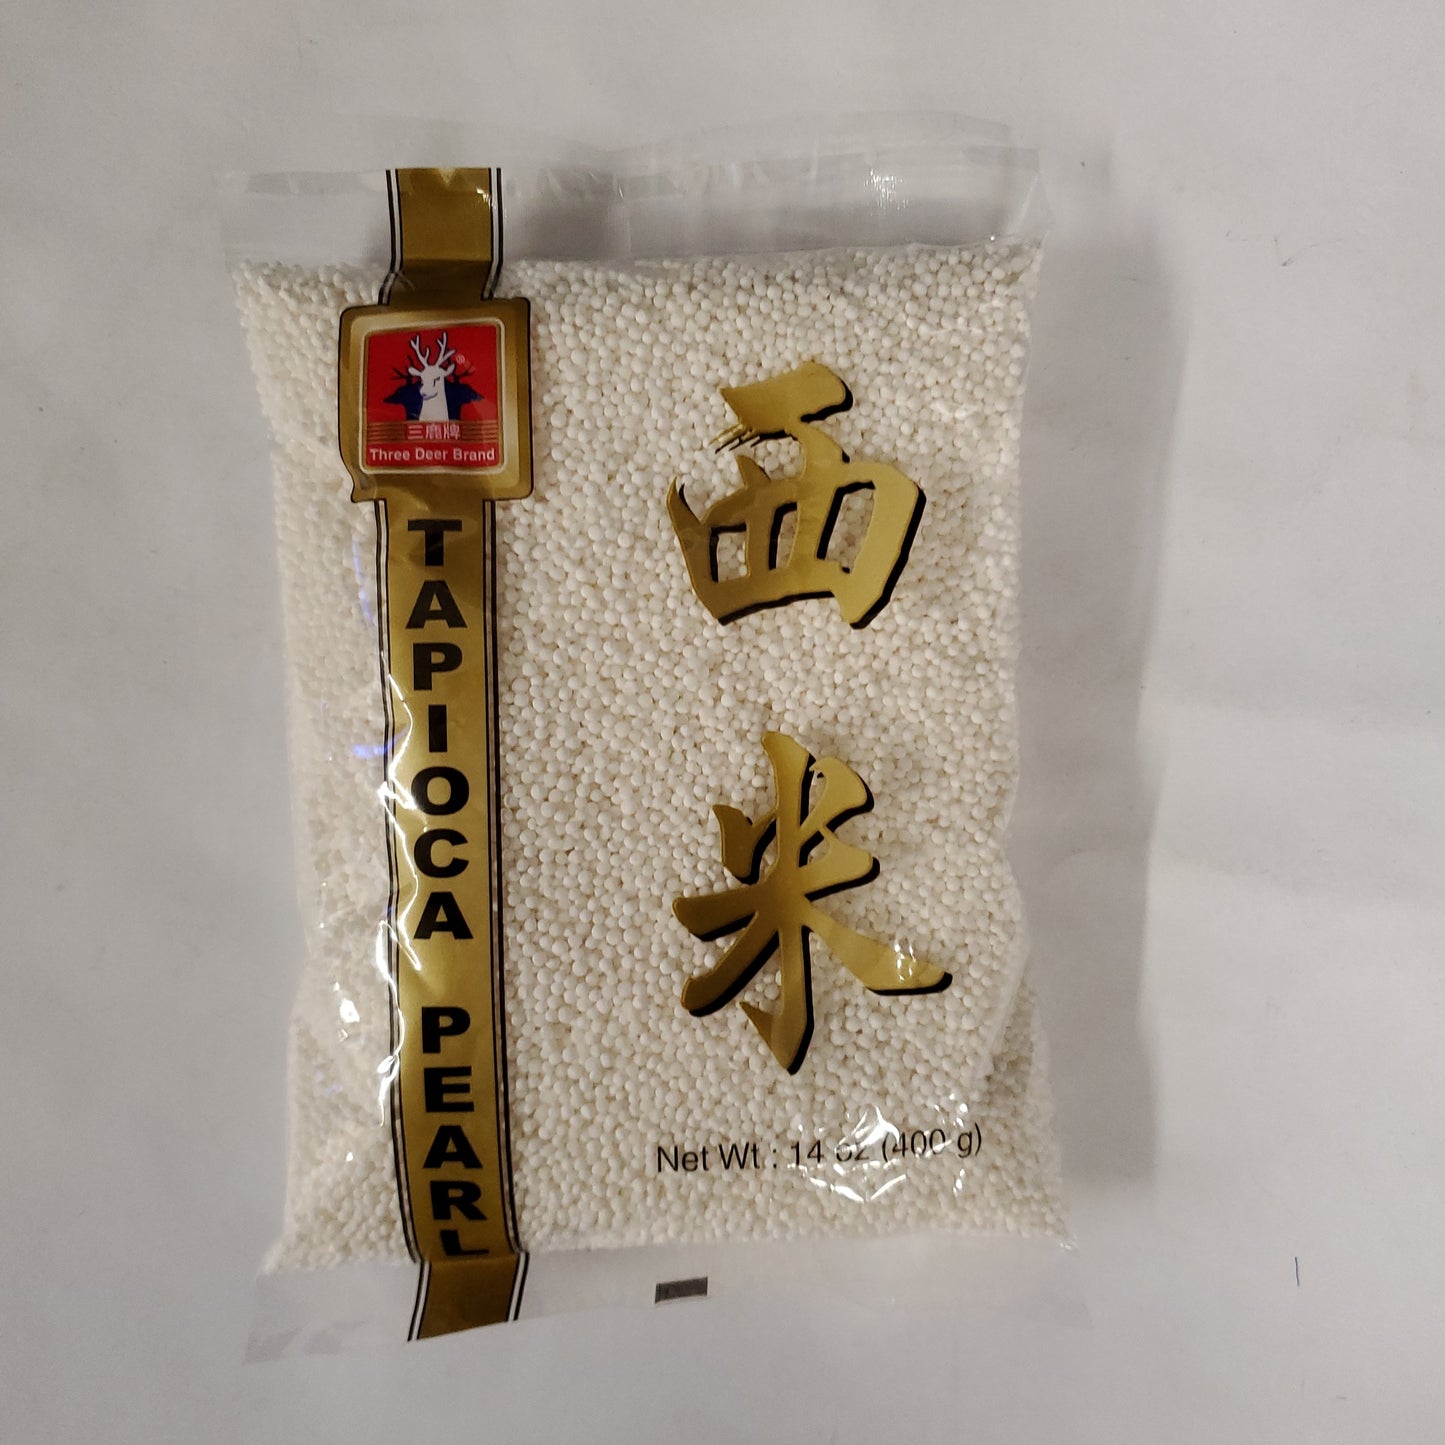 ®
三鹿牌
Three Deer Brand
TAPIOCA PEARL
西米
Net Wt : 14 oz (400 g)